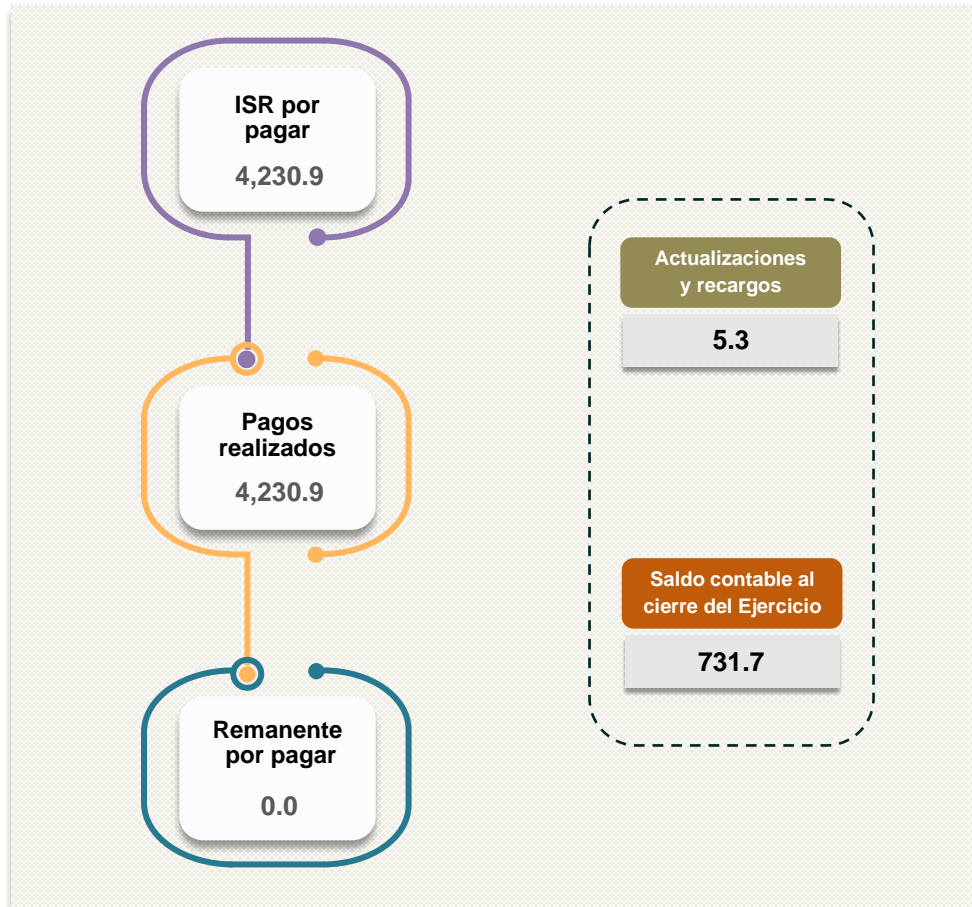 ISR por
pagar
4,230.9
Pagos
realizados
4,230.9
Remanente
por pagar
0.0
Actualizaciones
y recargos
5.3
Saldo contable al
cierre del Ejercicio
731.7